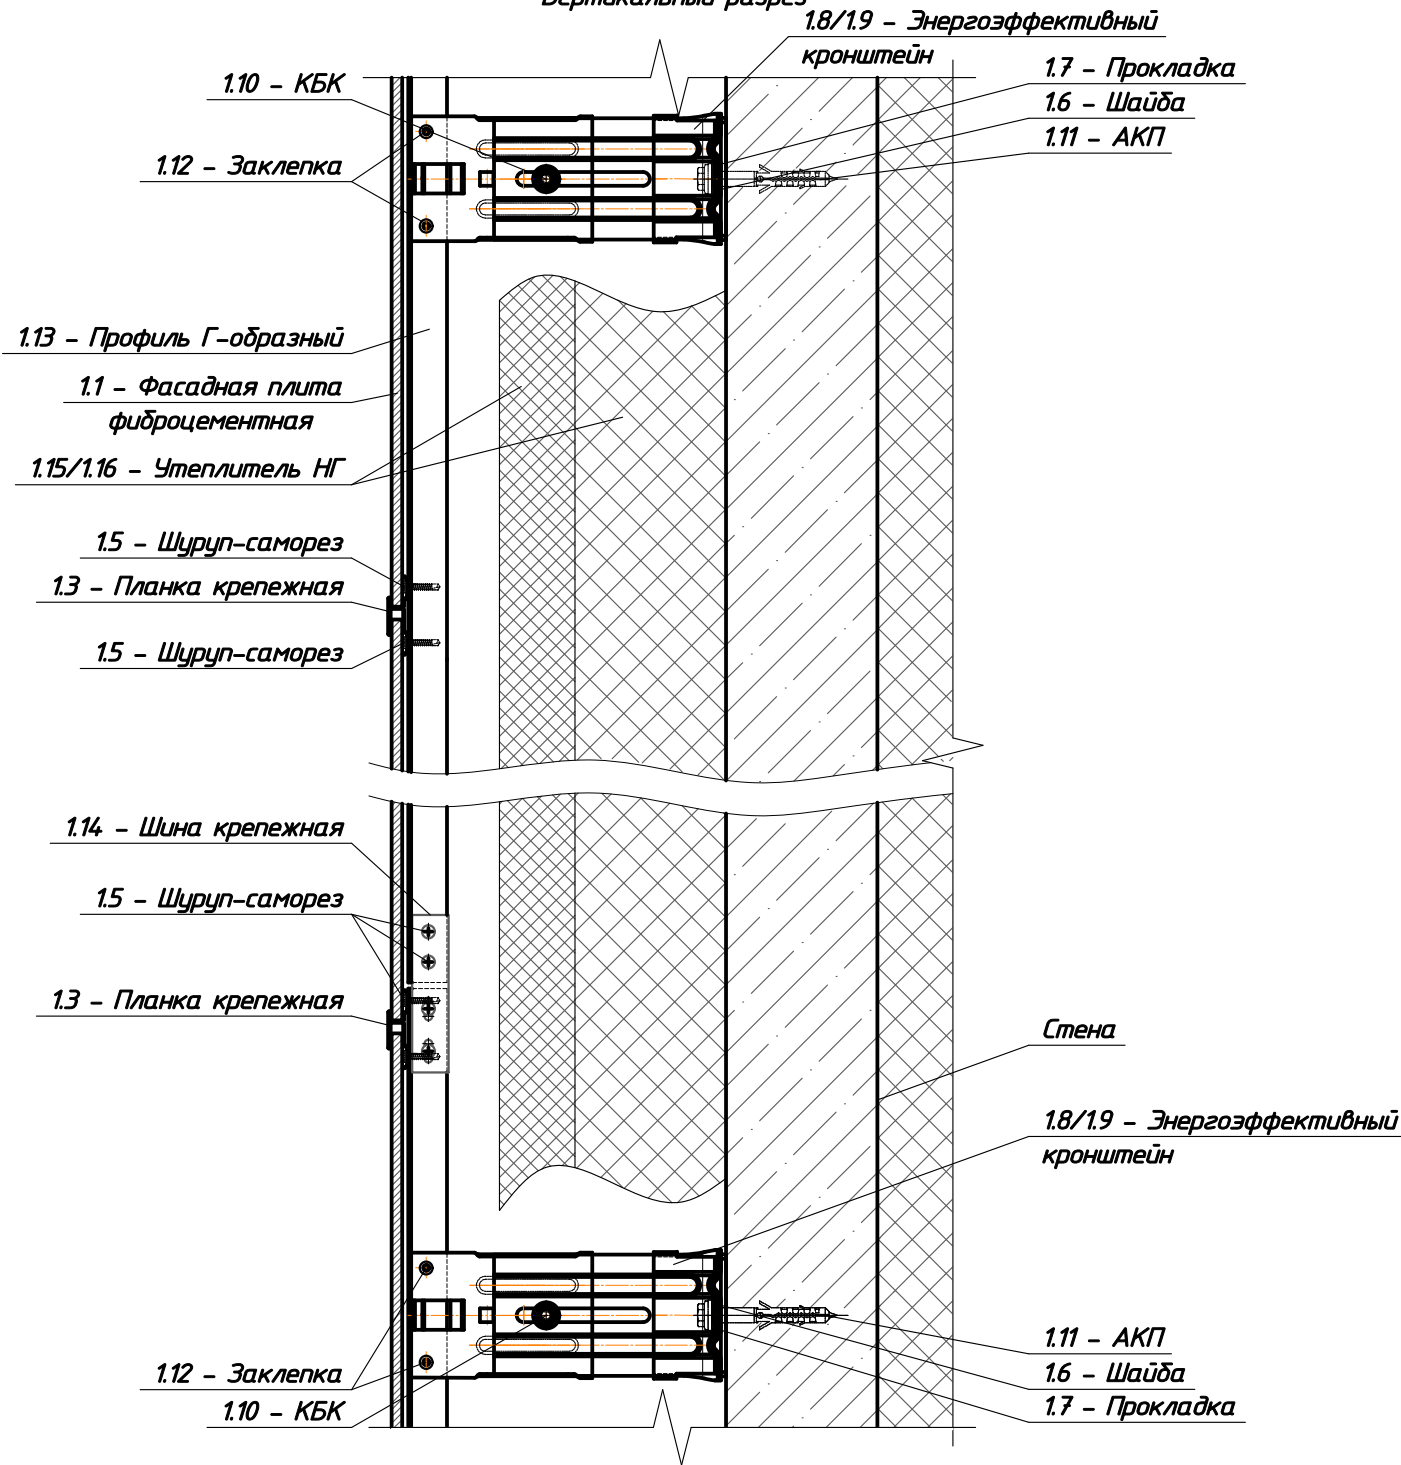 Вертикальный разрез
1.8/1.9 - Энергоэффективный
кронштейн
1.10 - КБК
1.7 - Прокладка
1.6 - Шайба
1.11 - АКП
1.12 - Заклепка
1.13 - Профиль Г-образный
1.1 - Фасадная плита
фиброцементная
1.15/1.16 - Утеплитель НГ
1.5 - Шуруп-саморез
1.3 - Планка крепежная
1.5 - Шуруп-саморез
1.14 - Шина крепежная
1.5 - Шуруп-саморез
1.3 - Планка крепежная
Стена
1.8/1.9 - Энергоэффективный
кронштейн
1.11 - АКП
1.12 - Заклепка
1.6 - Шайба
1.10 - КБК
1.7 - Прокладка